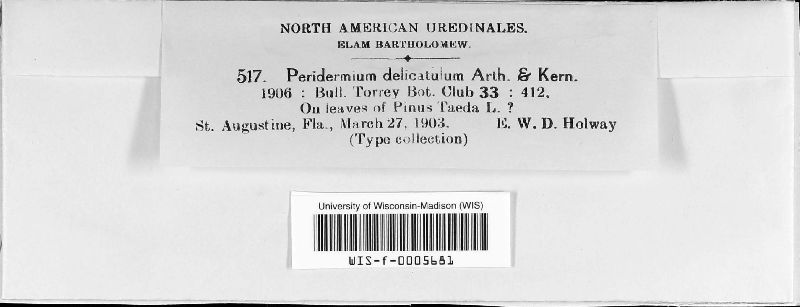 NORTH AMERICAN UREDINALES.
ELAM BARTHOLOMEW.
517. Peridermium delicatulum Arth. & Kern.
1906 : Bull. Torrey Bot. Club 33 : 412.
On leaves of Pinus Taeda L. ?
St. Augustine, Fla., March 27, 1903. E. W. D. Holway
(Type collection)
University of Wisconsin-Madison (WIS)
WIS-f-0005681